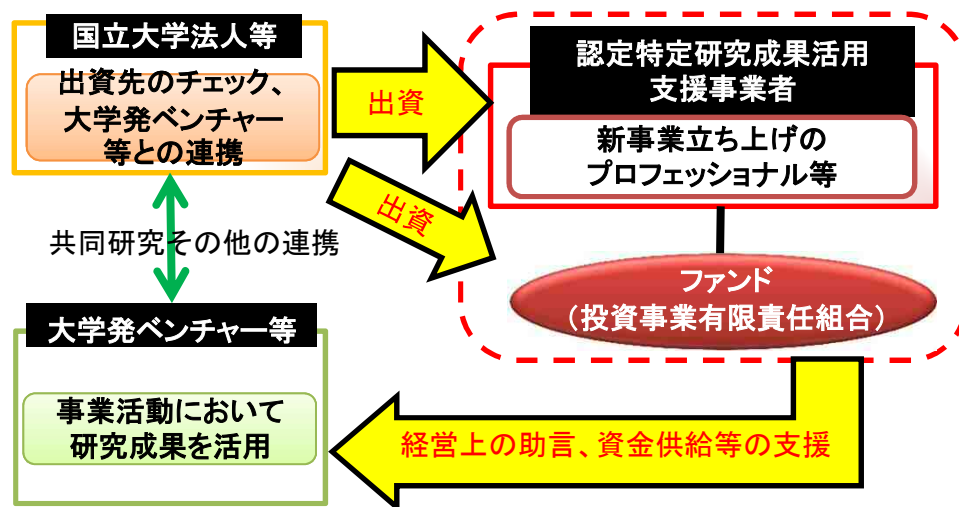 国立大学法人等
出資先のチェック、
大学発ベンチャー
等との連携
出資
出資
認定特定研究成果活用
支援事業者
新事業立ち上げの
プロフェッショナル等
共同研究その他の連携
ファンド
（投資事業有限責任組合）
大学発ベンチャー等
事業活動において
研究成果を活用
経営上の助言、資金供給等の支援